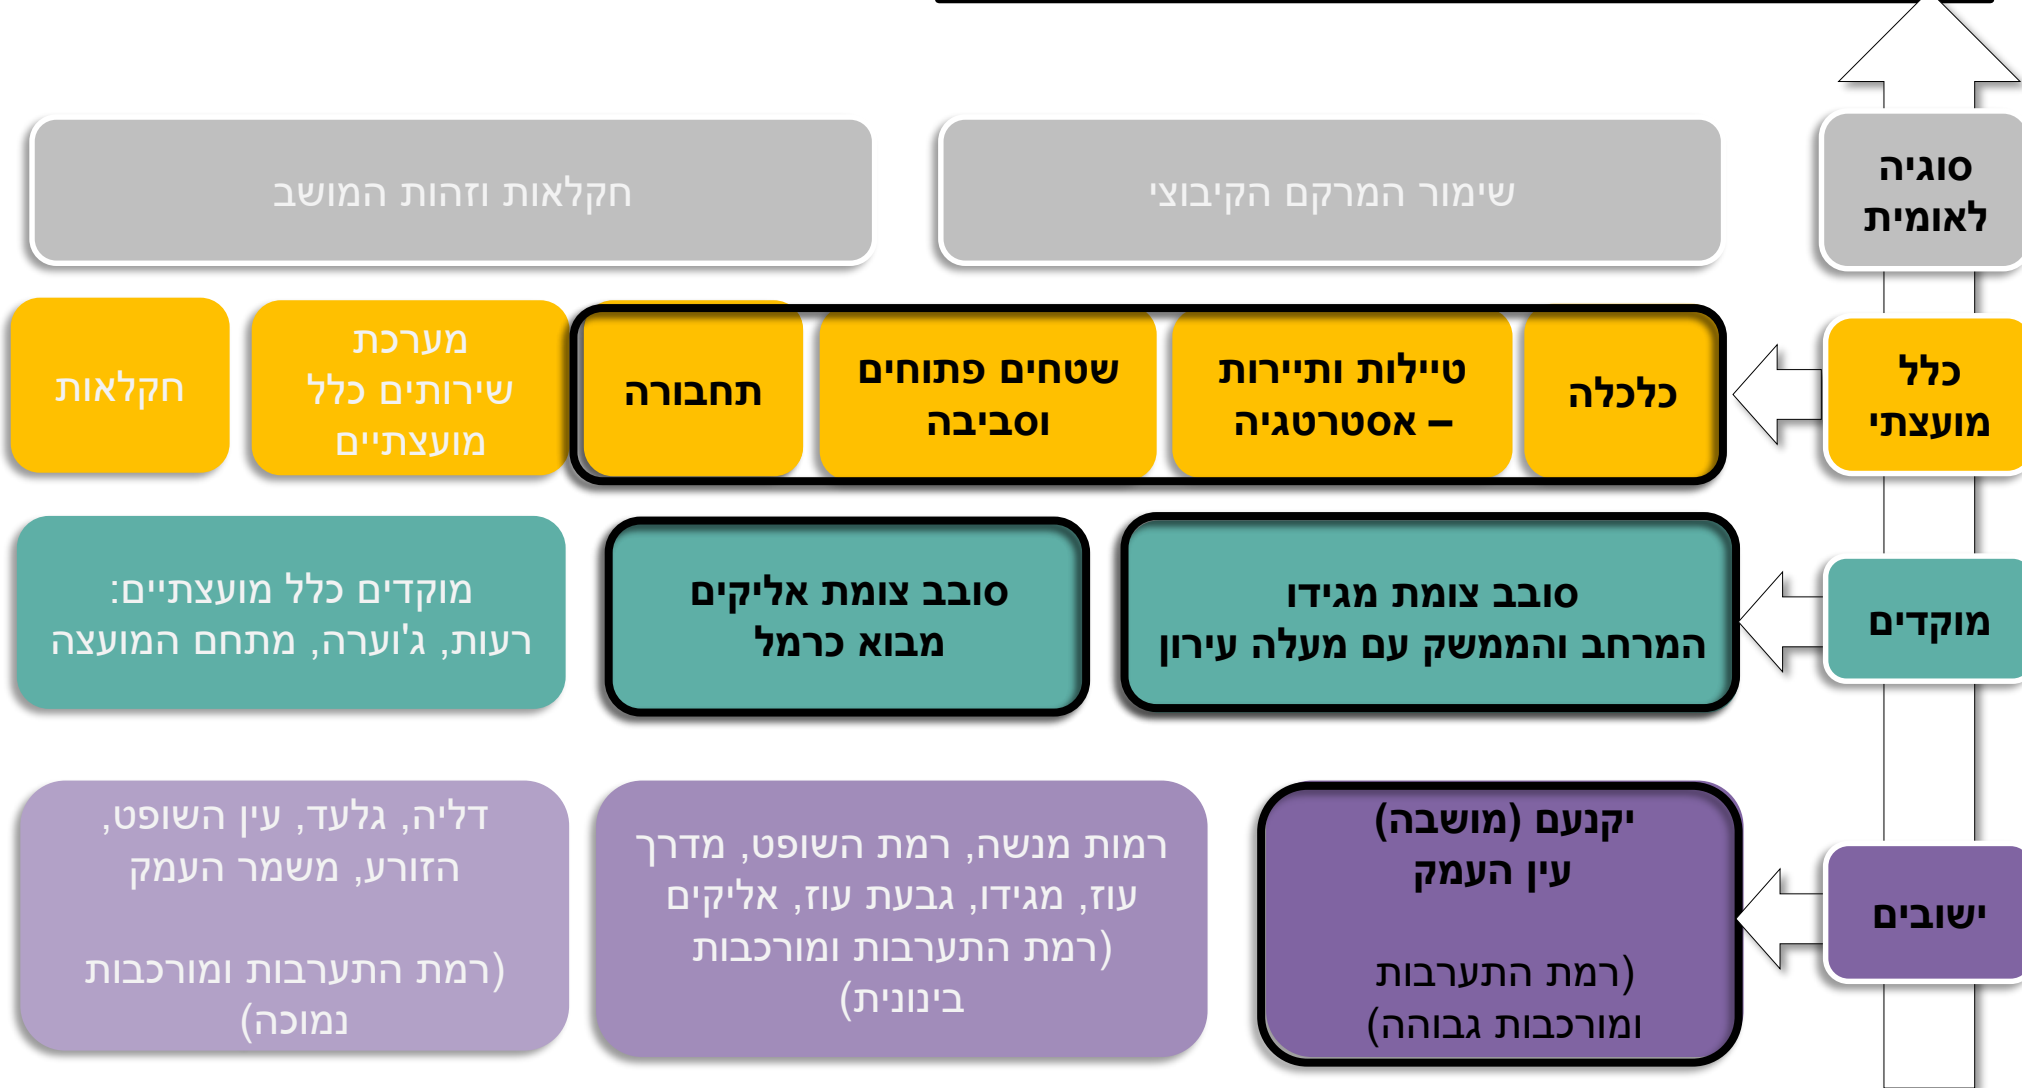 סוגיה
לאומית
שימור המרקם הקיבוצי
חקלאות וזהות המושב
כלל
מועצתי
כלכלה
טיילות ותיירות
– אסטרטגיה
שטחים פתוחים
וסביבה
תחבורה
מערכת
שירותים כלל
מועצתיים
חקלאות
מוקדים
סובב צומת מגידו
המרחב והממשק עם מעלה עירון
סובב צומת אליקים
מבוא כרמל
מוקדים כלל מועצתיים:
רעות, ג'וערה, מתחם המועצה
ישובים
יקנעם (מושבה)
עין העמק
(רמת התערבות
ומורכבות גבוהה)
רמות מנשה, רמת השופט, מדרך
עוז, מגידו, גבעת עוז, אליקים
(רמת התערבות ומורכבות
בינונית)
דליה, גלעד, עין השופט,
הזורע, משמר העמק
(רמת התערבות ומורכבות
נמוכה)